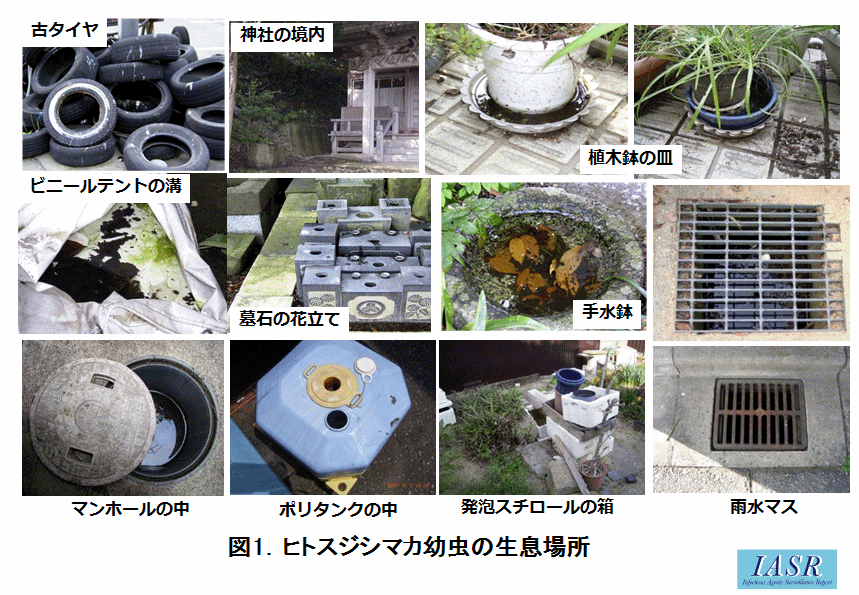 古タイヤ
神社の境内
植木鉢の皿
ビニールテントの溝
墓石の花立て
手水鉢
マンホールの中
ポリタンクの中
発泡スチロールの箱
雨水マス
図1．ヒトスジシマカ幼虫の生息場所
IASR
Infectious Agents Surveillance Report